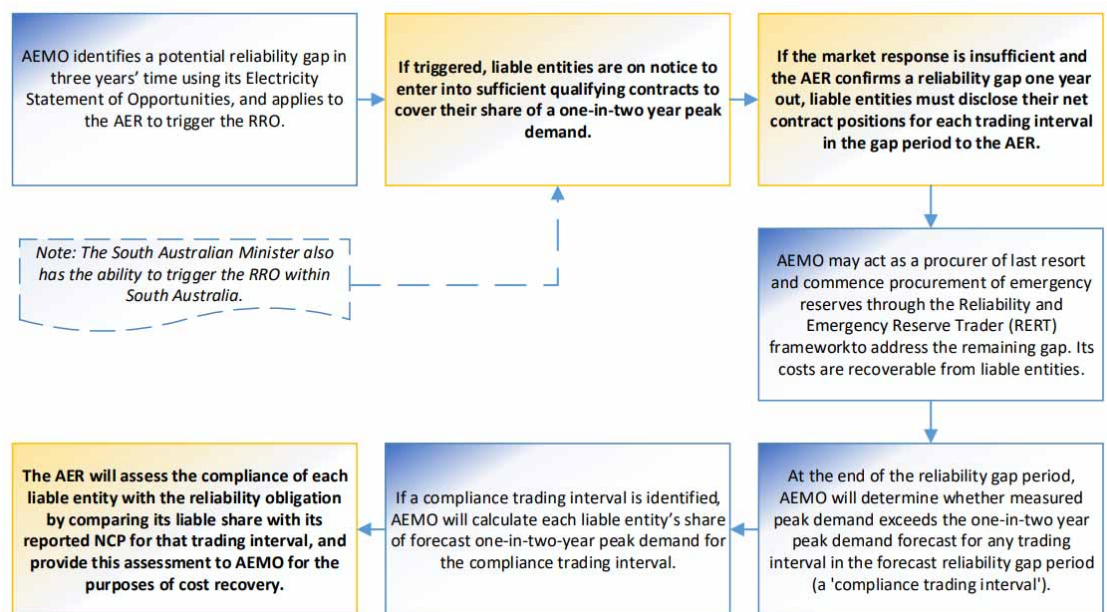 AEMO identifies a potential reliability gap in
three years’ time using its Electricity
Statement of Opportunities, and applies to
the AER to trigger the RRO.
If triggered, liable entities are on notice to
enter into sufficient qualifying contracts to
cover their share of a one-in-two year peak
demand.
If the market response is insufficient and
the AER confirms a reliability gap one year
out, liable entities must disclose their net
contract positions for each trading interval
in the gap period to the AER.
Note: The South Australian Minister also
has the ability to trigger the RRO within
South Australia.
AEMO may act as a procurer of last resort
and commence procurement of emergency
reserves through the Reliability and
Emergency Reserve Trader (RERT)
frameworkto address the remaining gap. Its
costs are recoverable from liable entities.
At the end of the reliability gap period,
AEMO will determine whether measured
peak demand exceeds the one-in-two year
peak demand forecast for any trading
interval in the forecast reliability gap period
(a 'compliance trading interval').
If a compliance trading interval is identified,
AEMO will calculate each liable entity’s share
of forecast one-in-two-year peak demand for
the compliance trading interval.
The AER will assess the compliance of each
liable entity with the reliability obligation
by comparing its liable share with its
reported NCP for that trading interval, and
provide this assessment to AEMO for the
purposes of cost recovery.